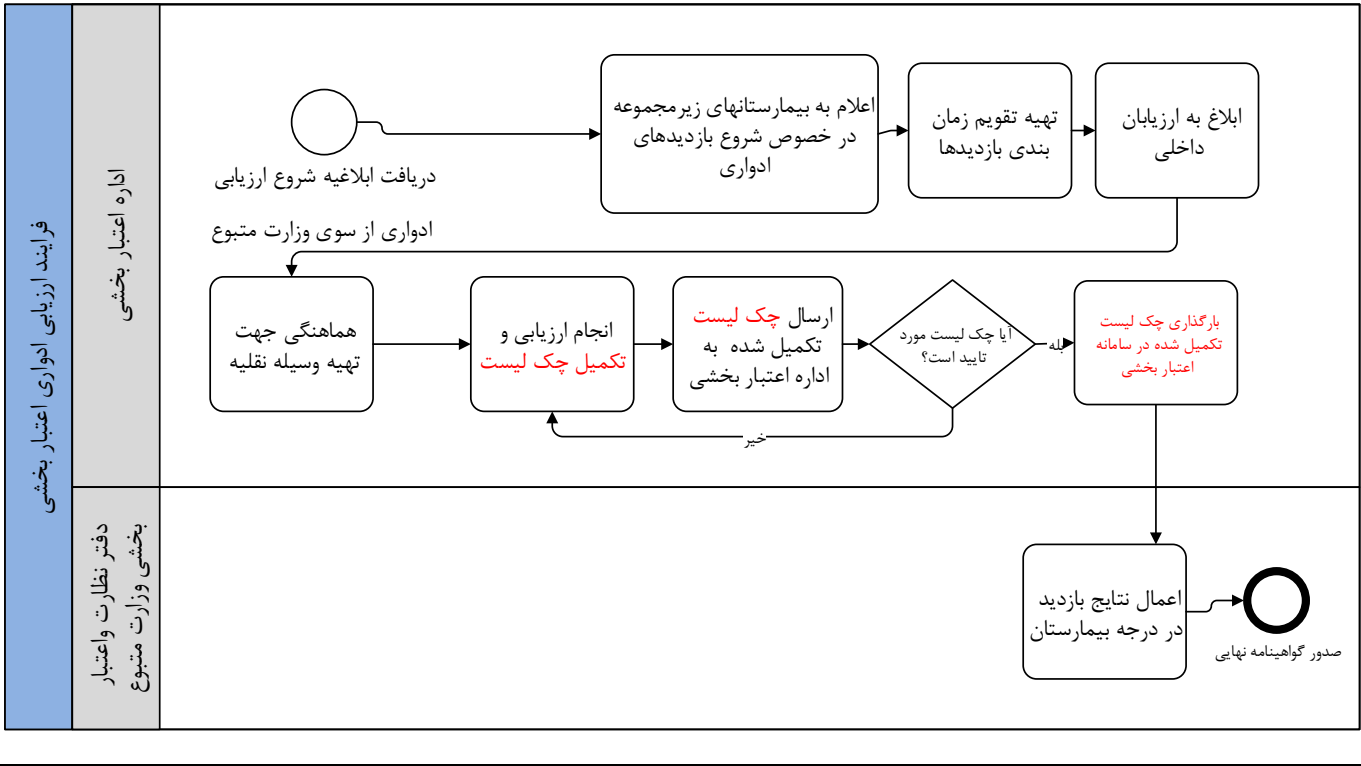 فرایند ارزیابی ادواری اعتبار بخشی
اداره اعتبار بخشی
دریافت ابلاغیه شروع ارزیابی
ادواری از سوی وزارت متبوع
اعلام به بیمارستانهای زیرمجموعه
در خصوص شروع بازدیدهای
ادواری
تهیه تقویم زمان
بندی بازدیدها
ابلاغ به ارزیابان
داخلی
هماهنگی جهت
تهیه وسیله نقلیه
انجام ارزیابی و
تکمیل چک لیست
ارسال چک لیست
تکمیل شده به
اداره اعتبار بخشی
آیا چک لیست مورد
تایید است؟
بله
خیر
بارگذاری چک لیست
تکمیل شده در سامانه
اعتبار بخشی
دفتر نظارت واعتبار
بخشی وزارت متبوع
اعمال نتایج بازدید
در درجه بیمارستان
صدور گواهینامه نهایی